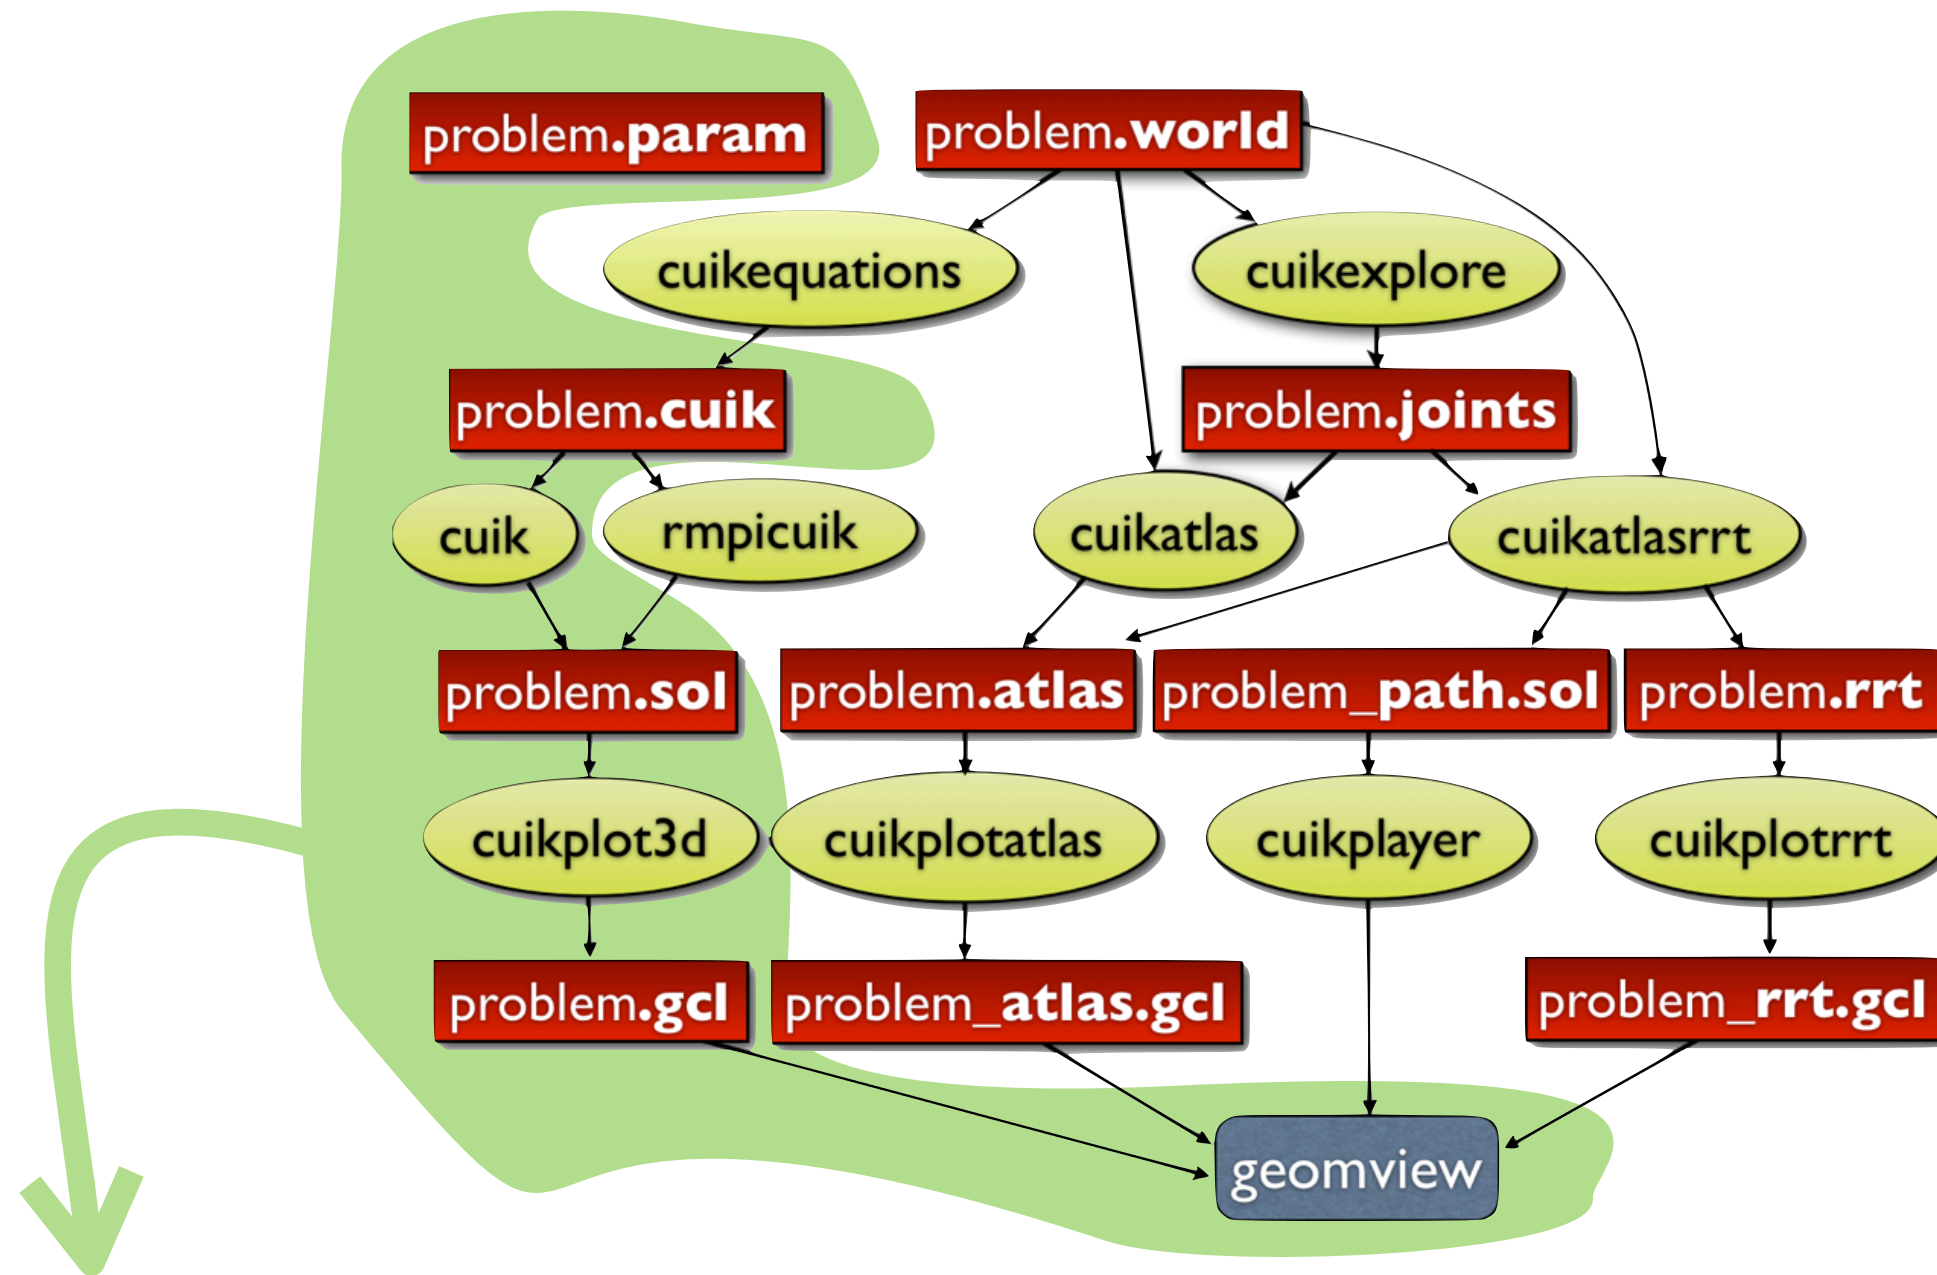 problem.param
problem.world
cuikequations
cuikexplore
problem.cuik
problem.joints
cuik
rmpicuik
cuikatlas
cuikatlasrrt
problem.sol
problem.atlas
problem_path.sol
problem.rrt
cuikplot3d
cuikplotatlas
cuikplayer
cuikplotrrt
problem.gcl
problem_atlas.gcl
problem_rrt.gcl
geomview